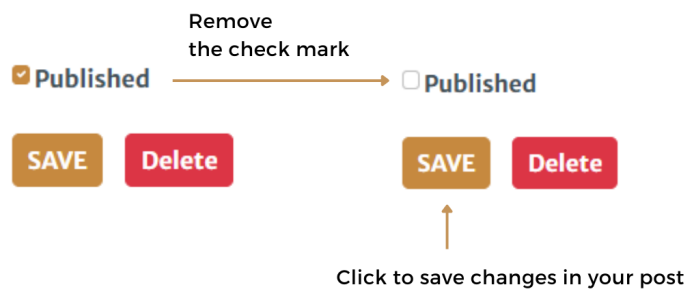 Remove
the check mark
Published
Published
SAVE
Delete
SAVE
Delete
Click to save changes in your post